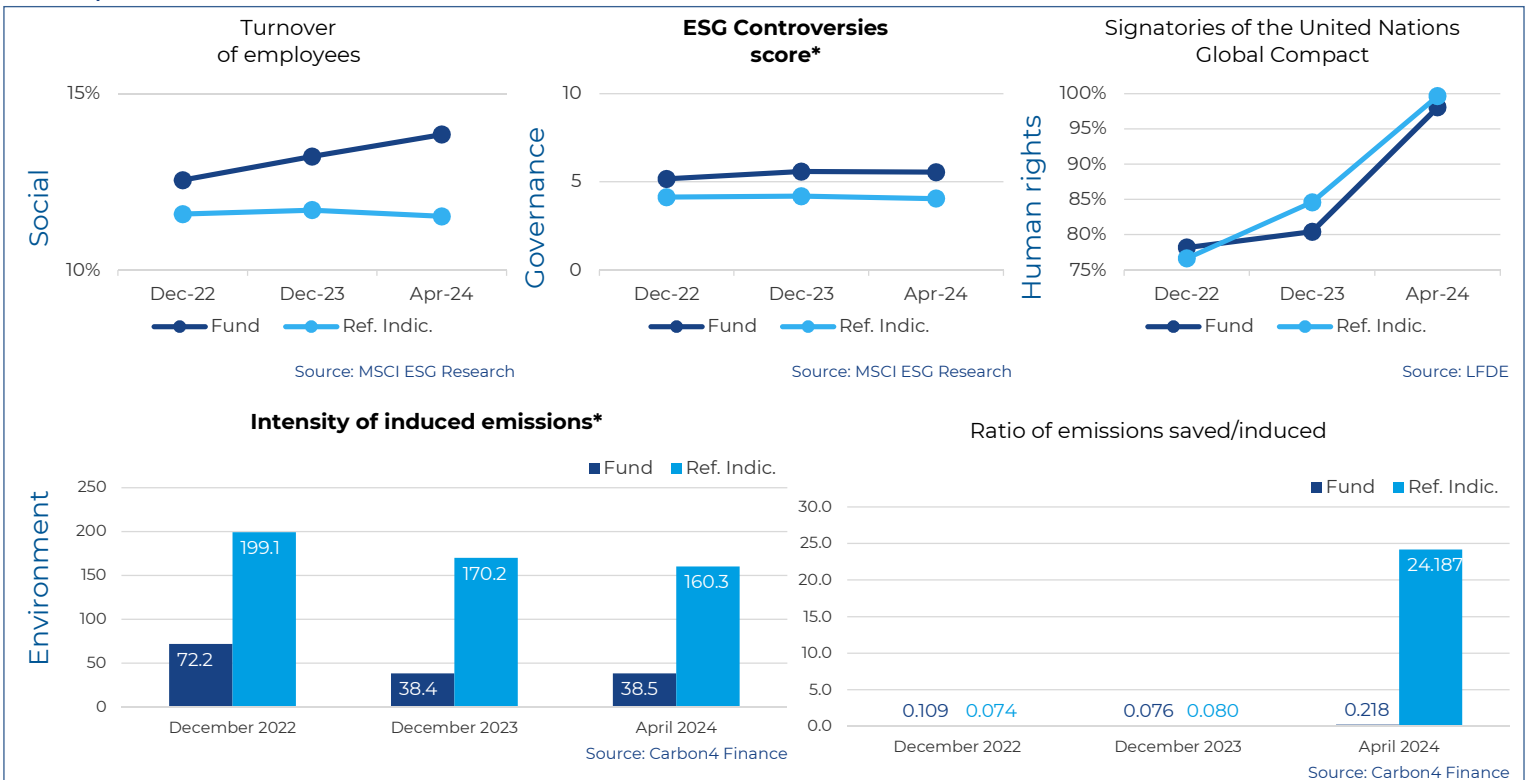 Turnover
of employees
15%
10%
Social
Dec-22 Dec-23 Apr-24
Fund Ref. Indic.
Source: MSCI ESG Research
ESG Controversies
score*
10
5
0
Governance
Dec-22 Dec-23 Apr-24
Fund Ref. Indic.
Source: MSCI ESG Research
Signatories of the United Nations
Global Compact
100%
95%
90%
85%
80%
75%
Human rights
Dec-22 Dec-23 Apr-24
Fund Ref. Indic.
Source: LFDE
Intensity of induced emissions*
Fund Ref. Indic.
250
200
150
100
50
0
Environment
199.1
170.2
160.3
72.2
38.4
38.5
December 2022 December 2023 April 2024
Source: Carbon4 Finance
Ratio of emissions saved/induced
Fund Ref. Indic.
30.0
25.0
20.0
15.0
10.0
5.0
0.0
24.187
0.109 0.074 0.076 0.080 0.218
December 2022 December 2023 April 2024
Source: Carbon4 Finance